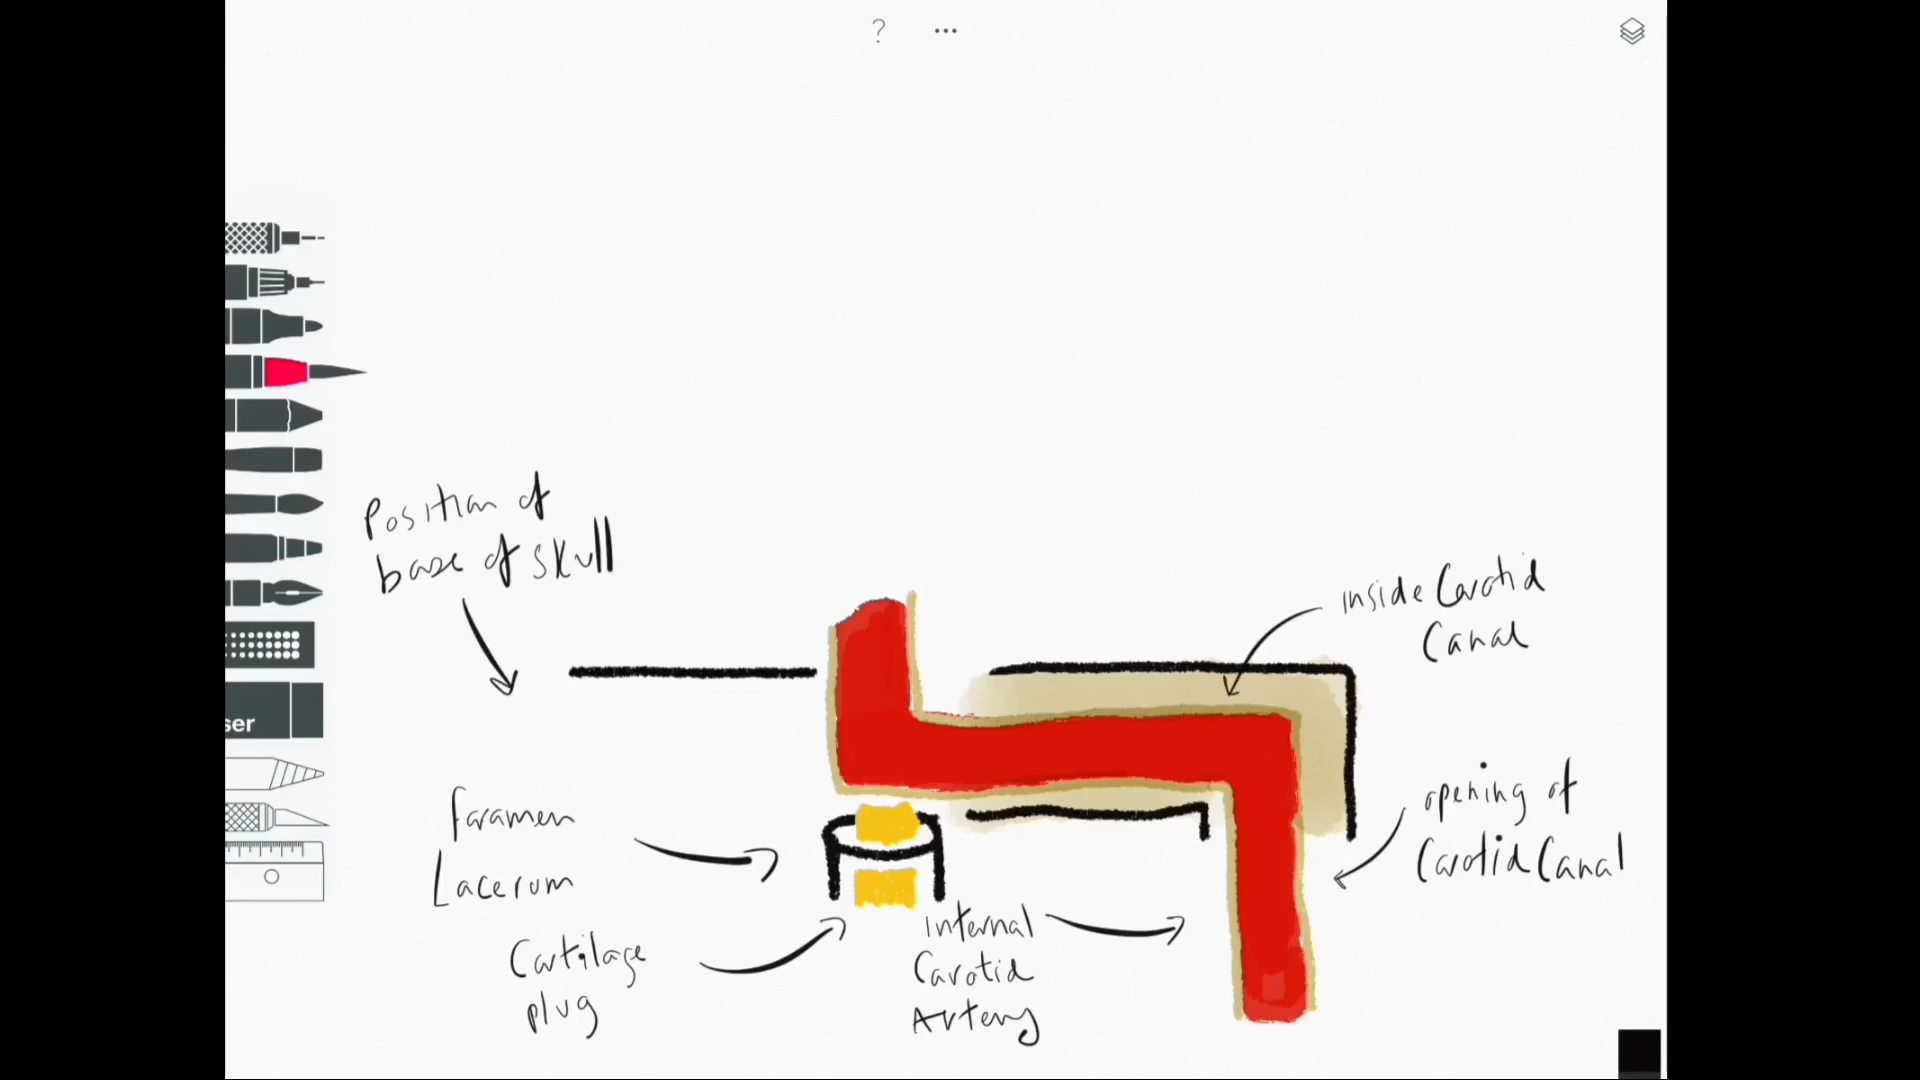 ?
Position of
base of skull
inside Carotid
Canal
ser
Foramen
Lacerum
opening of
Carotid Canal
Cartilage
plug
Internal
Carotid
Artery